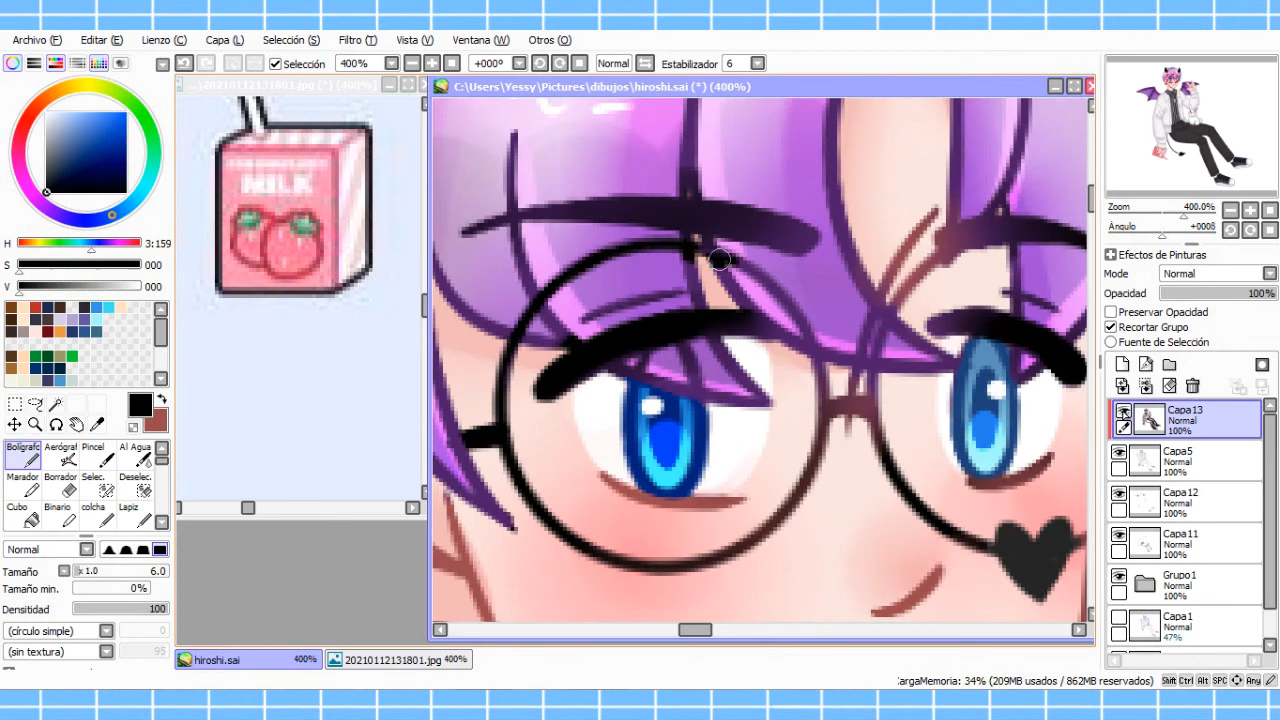 Archivo (F) Editar (E) Lienzo (C) Capa (L) Selección (S) Filtro (T) Vista (V) Ventana (W) Otros (O)
Selección 400% +000º Normal Estabilizador 6
..\20210112131801.jpg (*) (400%)
C:\Users\Yessy\Pictures\dibujos\hiroshi.sai (*) (400%)
MILK
H 3:159
S 000
V 000
Bolígrafc Aerógraf Pincel Al Agua
Marador Borrador Selec. Deselec.
Cubo Binario colcha Lapiz
Normal
Tamaño x 1.0 6.0
Tamaño min. 0%
Densitidad 100
(círculo simple)
(sin textura) 95
Zoom 400.0%
Ángulo +000ß
Efectos de Pinturas
Mode Normal
Opacidad 100%
Preservar Opacidad
Recortar Grupo
Fuente de Selección
Capa13
Normal
100%
Capa5
Normal
100%
Capa12
Normal
100%
Capa11
Normal
100%
Grupo1
Normal
100%
Capa1
Normal
47%
hiroshi.sai 400% 20210112131801.jpg 400%
:argaMemoria: 34% (209MB usados / 862MB reservados) Shift Ctrl Alt SPC Any